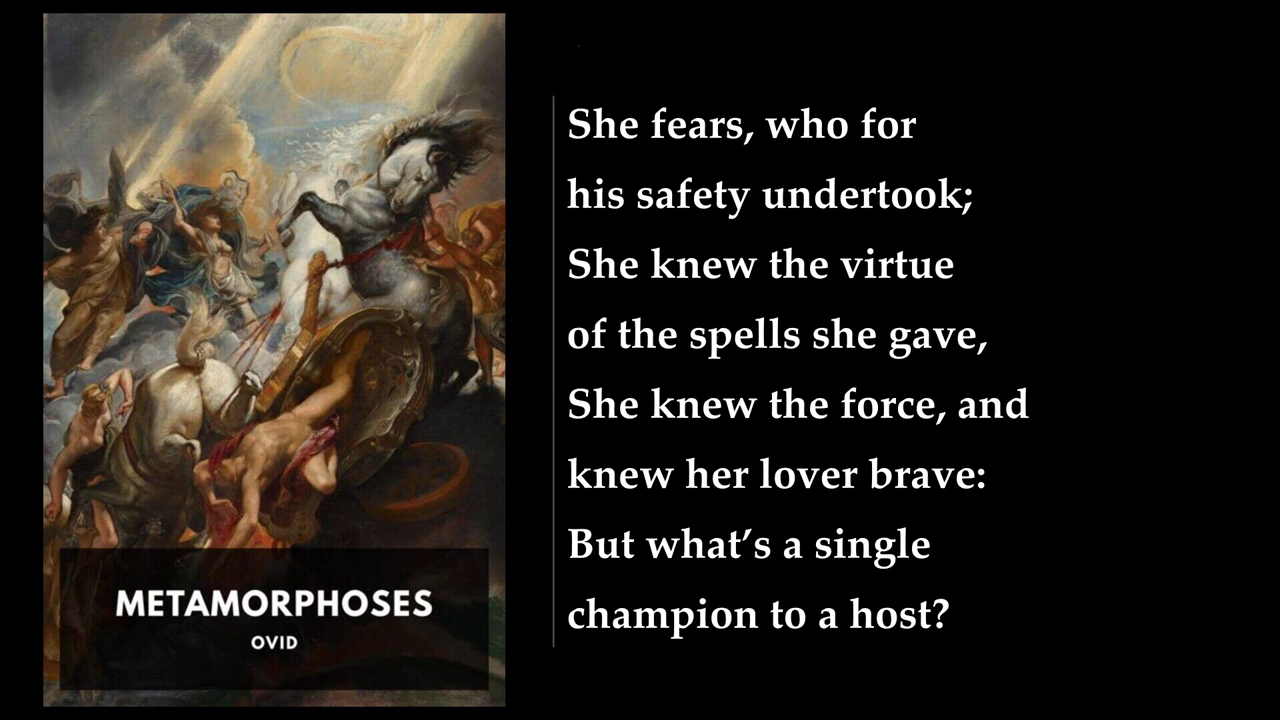 METAMORPHOSES
OVID
She fears, who for
his safety undertook;
She knew the virtue
of the spells she gave,
She knew the force, and
knew her lover brave:
But what’s a single
champion to a host?